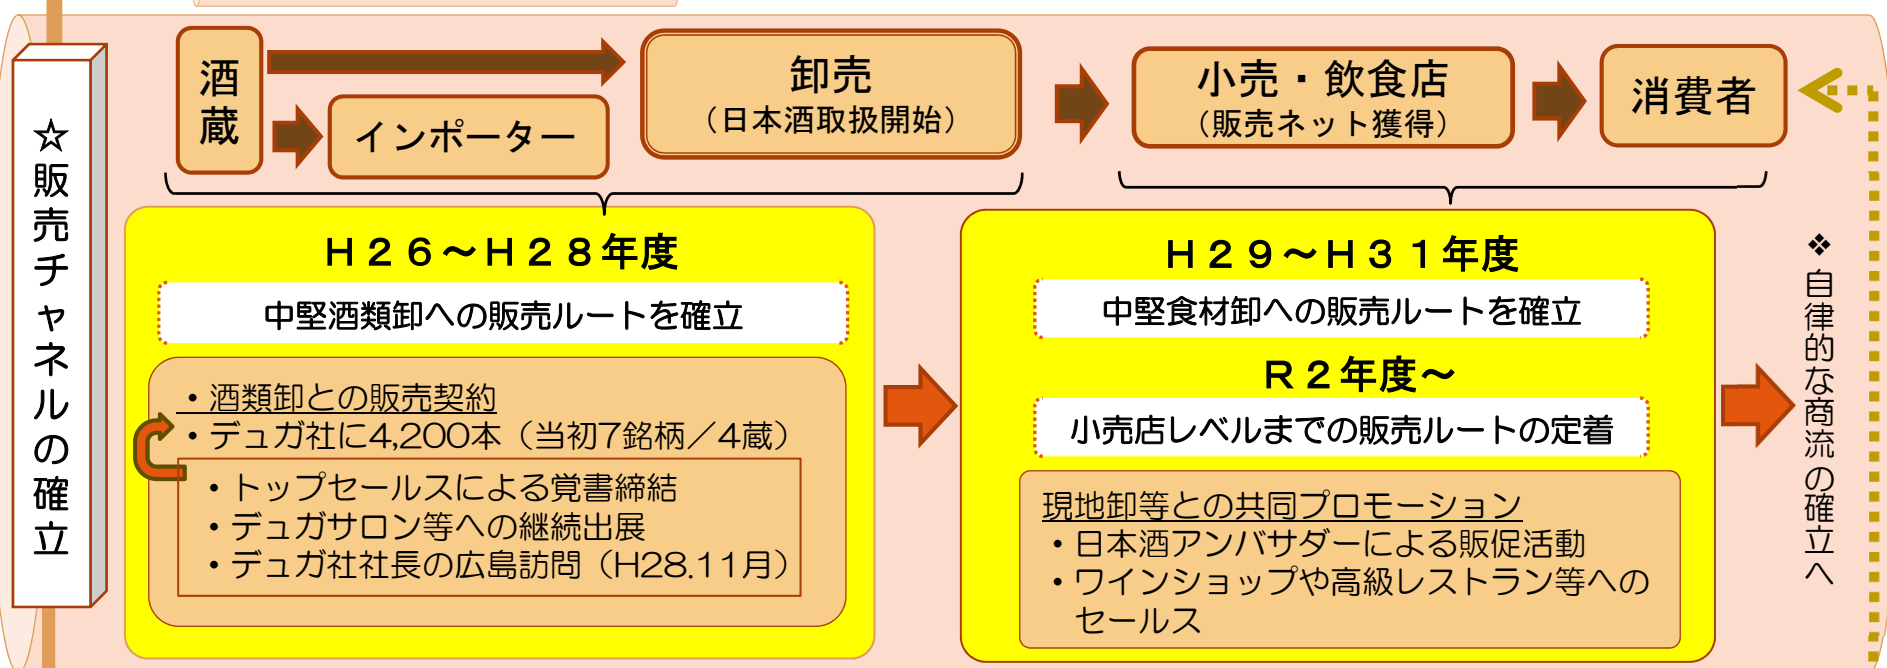 ☆販売チャネルの確立
酒蔵
インポーター
卸売
（日本酒取扱開始）
小売・飲食店
（販売ネット獲得）
消費者
Ｈ２６～Ｈ２８年度
中堅酒類卸への販売ルートを確立
・酒類卸との販売契約
・デュガ社に4,200本（当初7銘柄／4蔵）
・トップセールスによる覚書締結
・デュガサロン等への継続出展
・デュガ社社長の広島訪問（H28.11月）
Ｈ２９～Ｈ３１年度
中堅食材卸への販売ルートを確立
Ｒ２年度～
小売店レベルまでの販売ルートの定着
現地卸等との共同プロモーション
・日本酒アンバサダーによる販促活動
・ワインショップや高級レストラン等への
セールス
❖自律的な商流の確立へ